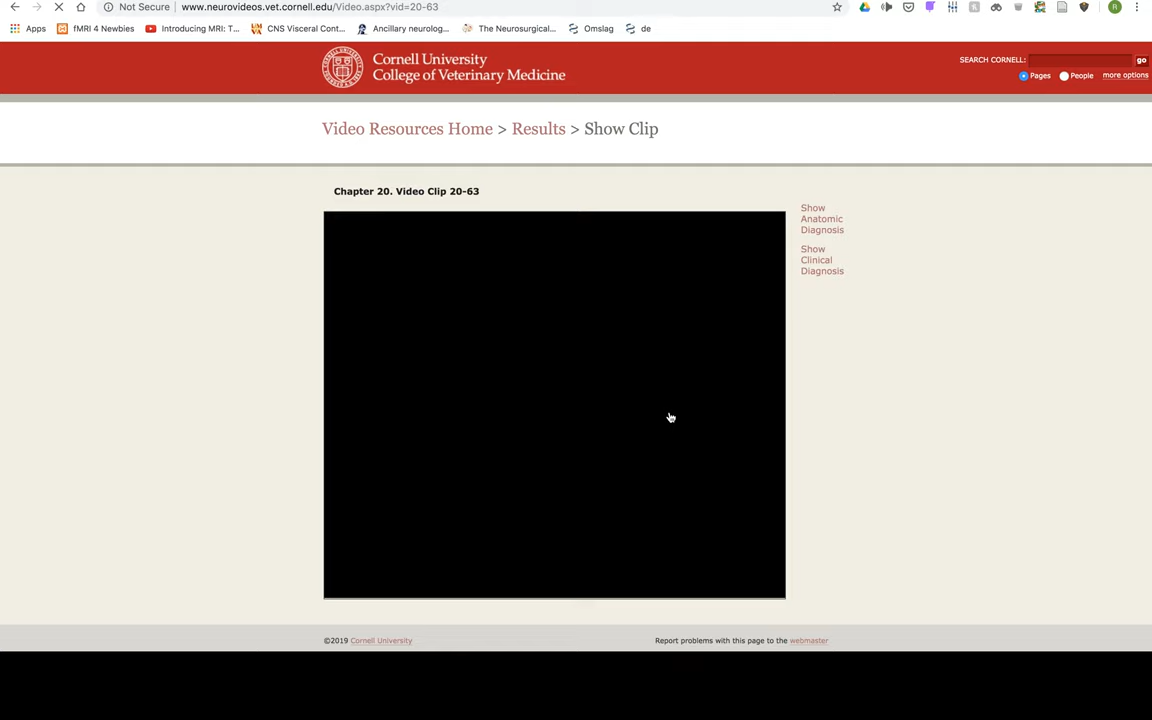 Not Secure | www.neurovideos.vet.cornell.edu/Video.aspx?vid=20-63
Apps fMRI 4 Newbies Introducing MRI: T... CNS Visceral Cont... Ancillary neurolog... The Neurosurgical... Omslag de
R
Cornell University
College of Veterinary Medicine
SEARCH CORNELL: go
Pages People more options
Video Resources Home > Results > Show Clip
Chapter 20. Video Clip 20-63
Show
Anatomic
Diagnosis
Show
Clinical
Diagnosis
©2019 Cornell University
Report problems with this page to the webmaster